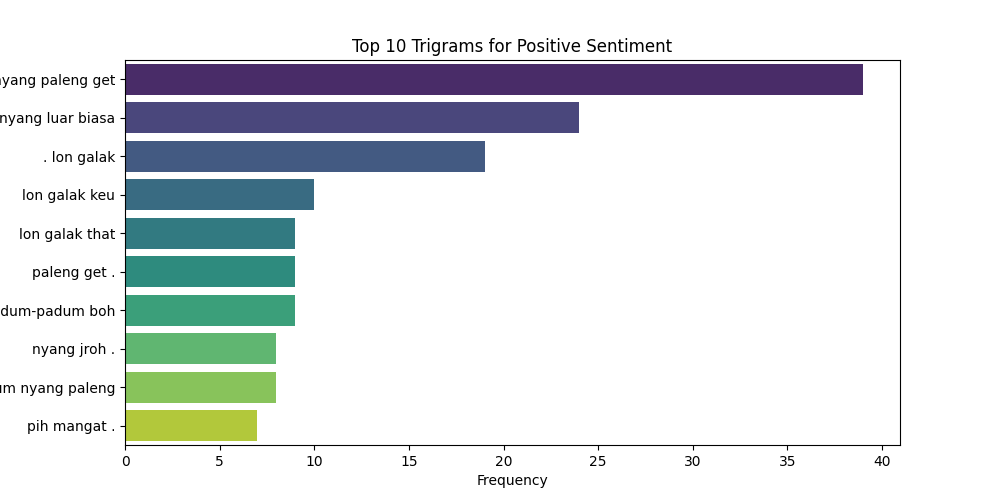 Top 10 Trigrams for Positive Sentiment
nyang paleng get
nyang luar biasa
. lon galak
lon galak keu
lon galak that
paleng get .
dum-padum boh
nyang jroh .
nyang paleng
pih mangat .
0 5 10 15 20 25 30 35 40
Frequency